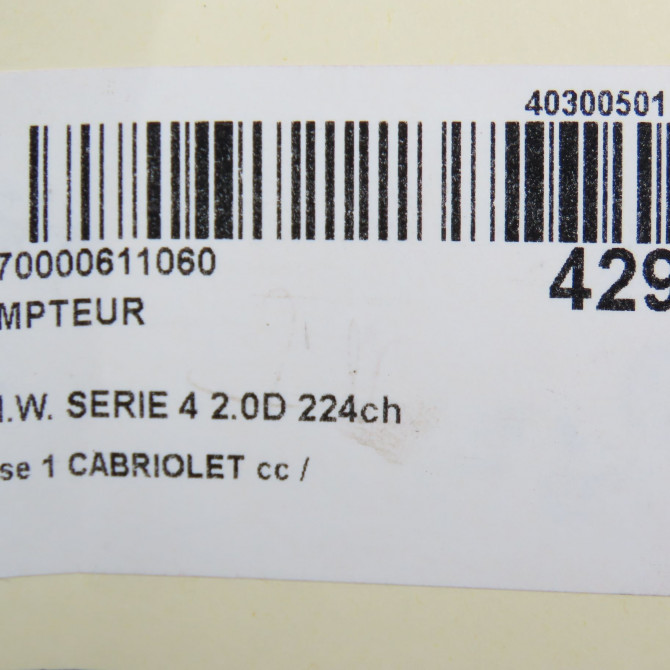 40300501
70000611060
429
MPTEUR
.W. SERIE 4 2.0D 224ch
se 1 CABRIOLET cc /